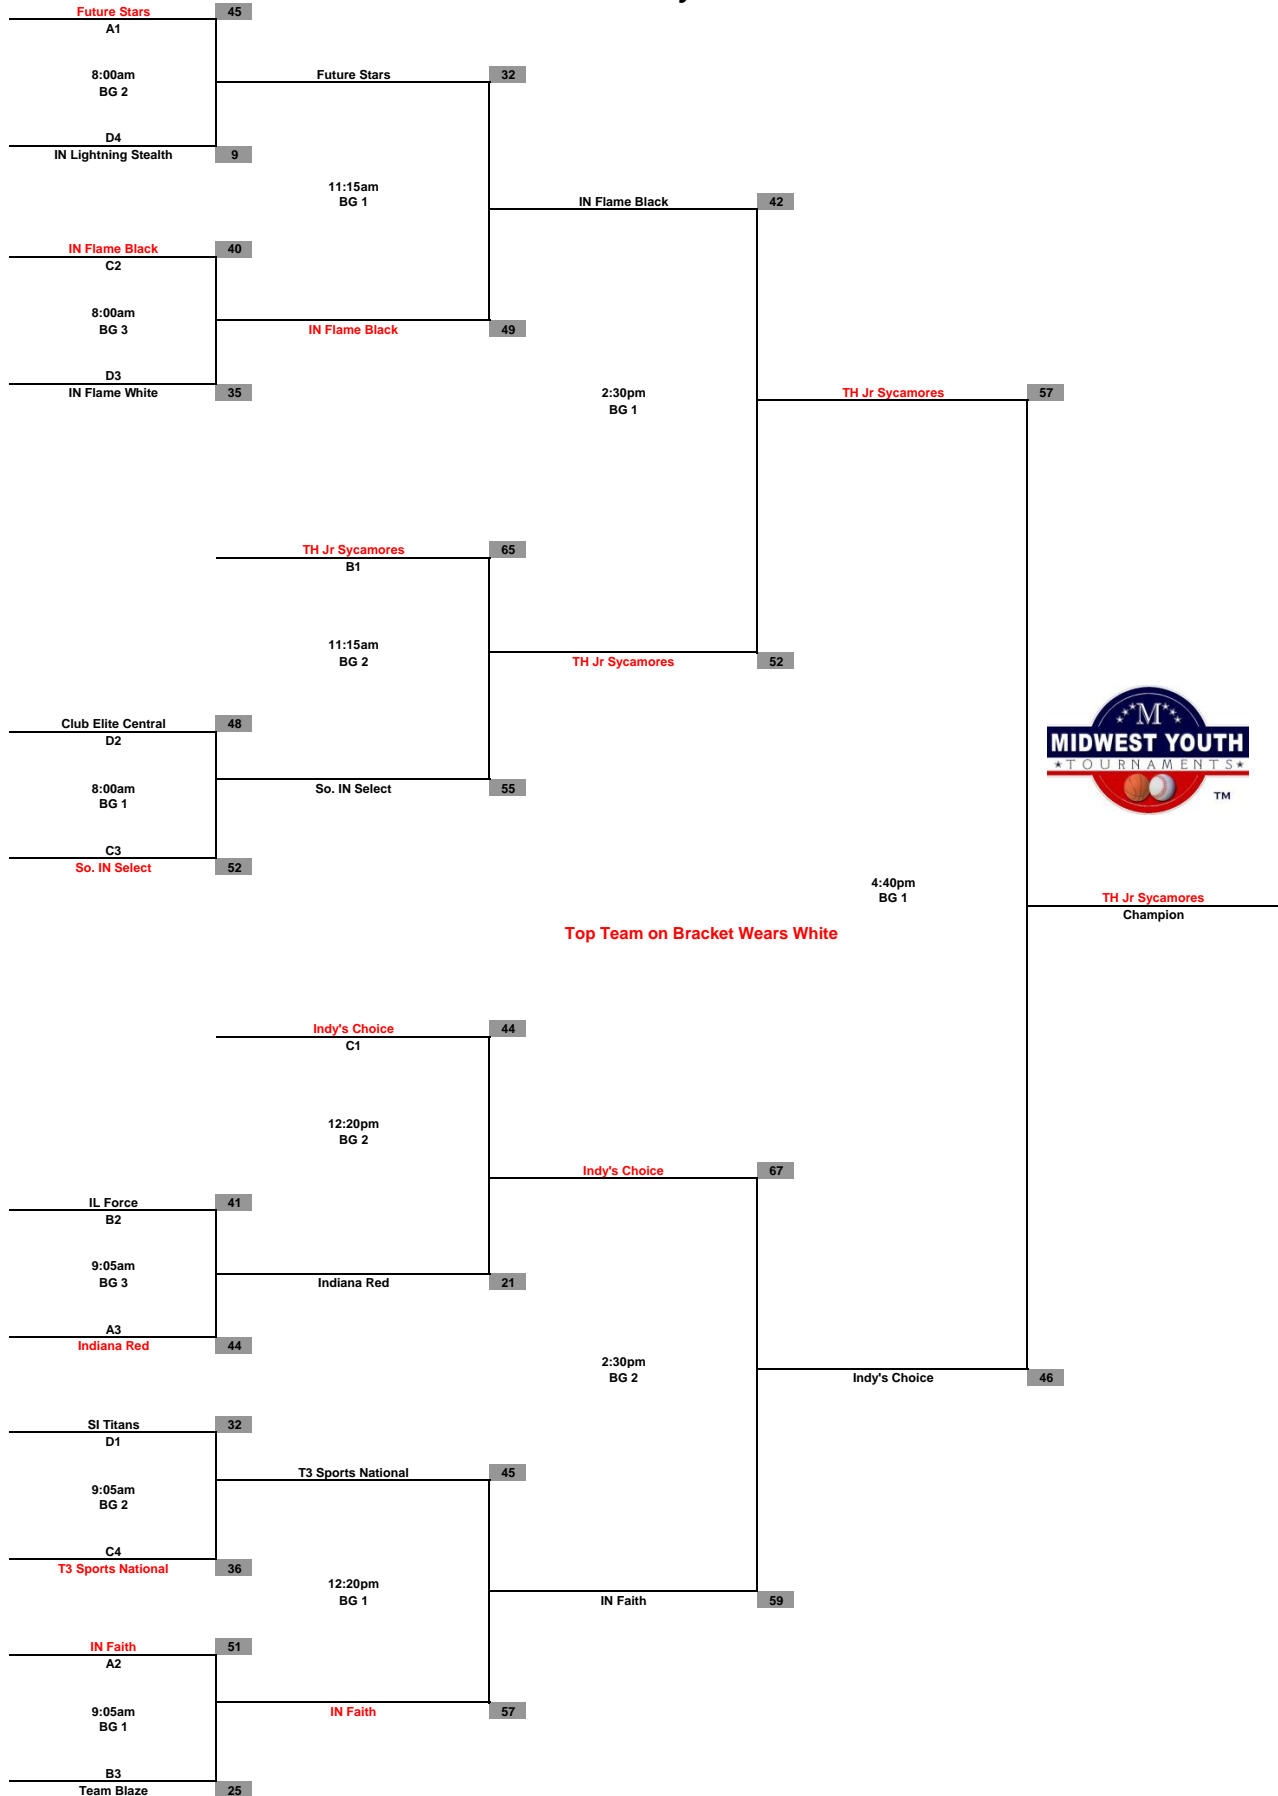 Future Stars 45
A1
8:00am
BG 2
Future Stars 32
D4
IN Lightning Stealth 9
11:15am
BG 1
IN Flame Black 42
IN Flame Black 40
C2
8:00am
BG 3
IN Flame Black 49
D3
IN Flame White 35
2:30pm
BG 1
TH Jr Sycamores 57
TH Jr Sycamores 65
B1
11:15am
BG 2
TH Jr Sycamores 52
Club Elite Central 48
D2
8:00am
BG 1
So. IN Select 55
C3
So. IN Select 52
M
MIDWEST YOUTH
TOURNAMENTS
TM
4:40pm
BG 1
TH Jr Sycamores
Champion
Top Team on Bracket Wears White
Indy's Choice 44
C1
12:20pm
BG 2
Indy's Choice 67
IL Force 41
B2
9:05am
BG 3
Indiana Red 21
A3
Indiana Red 44
2:30pm
BG 2
Indy's Choice 46
SI Titans 32
D1
9:05am
BG 2
T3 Sports National 45
C4
T3 Sports National 36
12:20pm
BG 1
IN Faith 59
IN Faith 51
A2
9:05am
BG 1
IN Faith 57
B3
Team Blaze 25